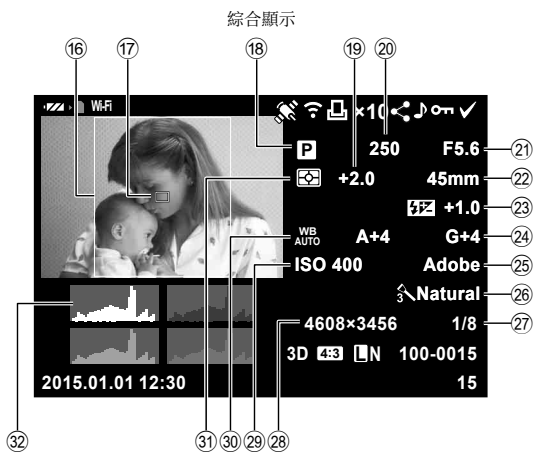 綜合顯示
⑯ ⑰ ⑱ ⑲ ⑳
Wi-Fi ×10
P 250 F5.6 ㉑
+2.0 45mm ㉒
+1.0 ㉓
WB AUTO A+4 G+4 ㉔
ISO 400 Adobe ㉕
3 Natural ㉖
4608×3456 1/8 ㉗
3D 4:3 LN 100-0015
2015.01.01 12:30 15
㉜ ㉛ ㉚ ㉙ ㉘